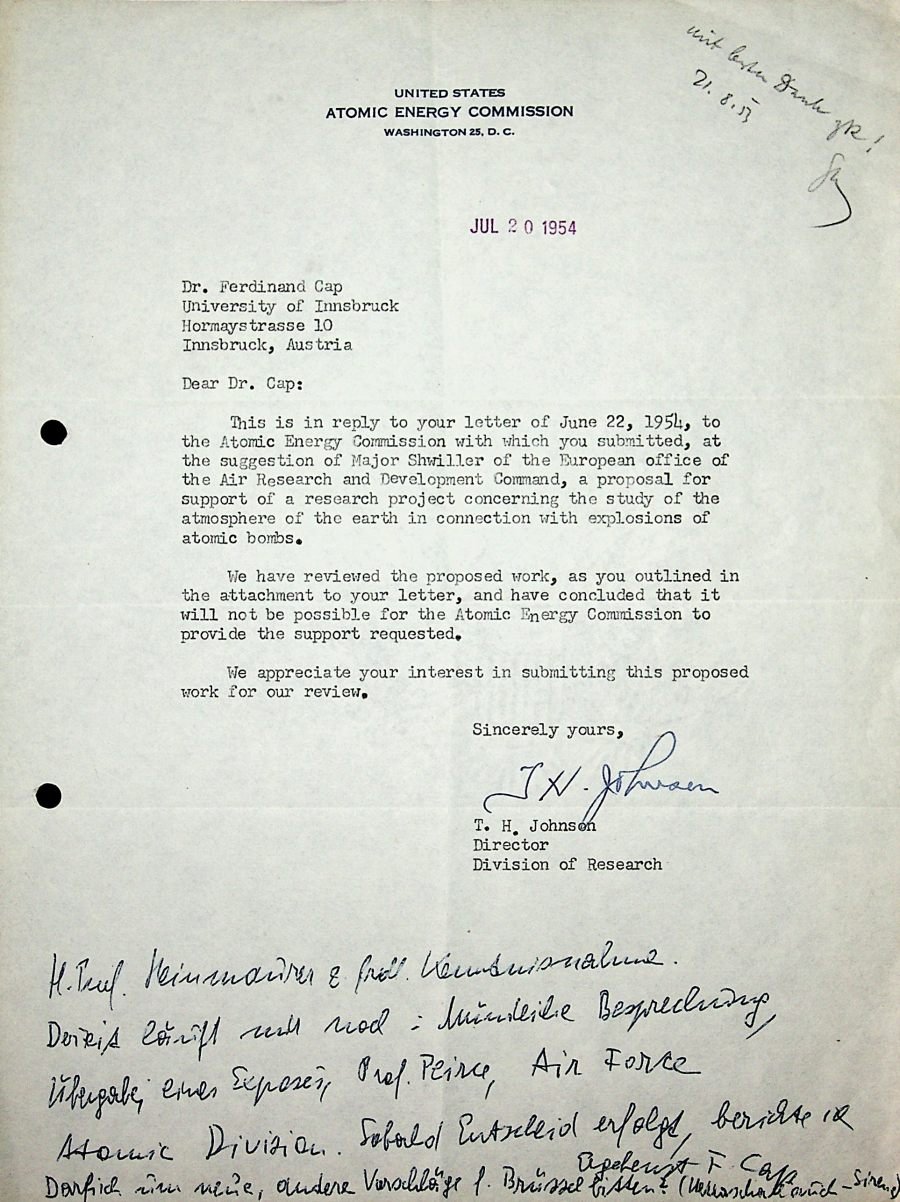 mit besten Dank
21. 8. 53
UNITED STATES
ATOMIC ENERGY COMMISSION
WASHINGTON 25, D. C.
JUL 20 1954
Dr. Ferdinand Cap
University of Innsbruck
Hormaystrasse 10
Innsbruck, Austria
Dear Dr. Cap:
This is in reply to your letter of June 22, 1954, to
the Atomic Energy Commission with which you submitted, at
the suggestion of Major Shwiller of the European office of
the Air Research and Development Command, a proposal for
support of a research project concerning the study of the
atmosphere of the earth in connection with explosions of
atomic bombs.
We have reviewed the proposed work, as you outlined in
the attachment to your letter, and have concluded that it
will not be possible for the Atomic Energy Commission to
provide the support requested.
We appreciate your interest in submitting this proposed
work for our review.
Sincerely yours,
T H. Johnson
T. H. Johnson
Director
Division of Research
H. Prof. z frdl. Kenntnisnahme.
Derzeit läuft nur noch : Mündliche Besprechung,
Übergabe eines Exposés, Prof. Peirce, Air Force
Atomic Division. Sobald Entscheid erfolgt, berichte ich
Ergebenst F. Cap
Darf ich um neue, andere Vorschläge f. Brüssel bitten?